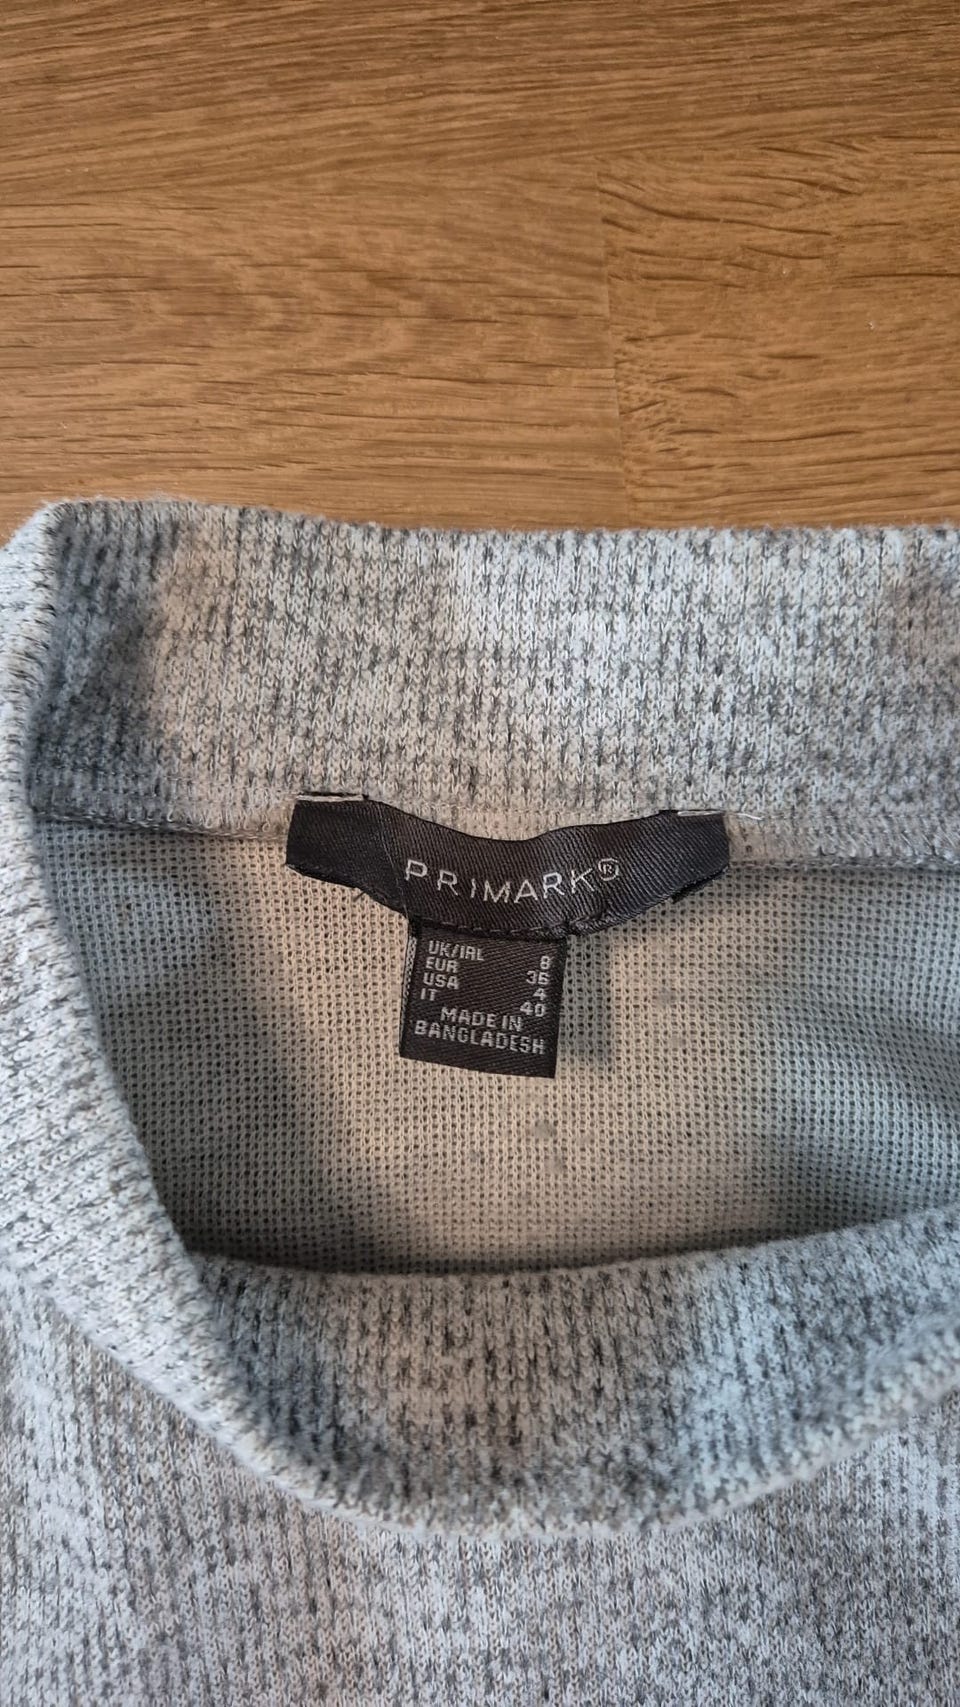 PRIMARK®
UK/IRL 8
EUR 36
USA 4
IT 40
MADE IN
BANGLADESH